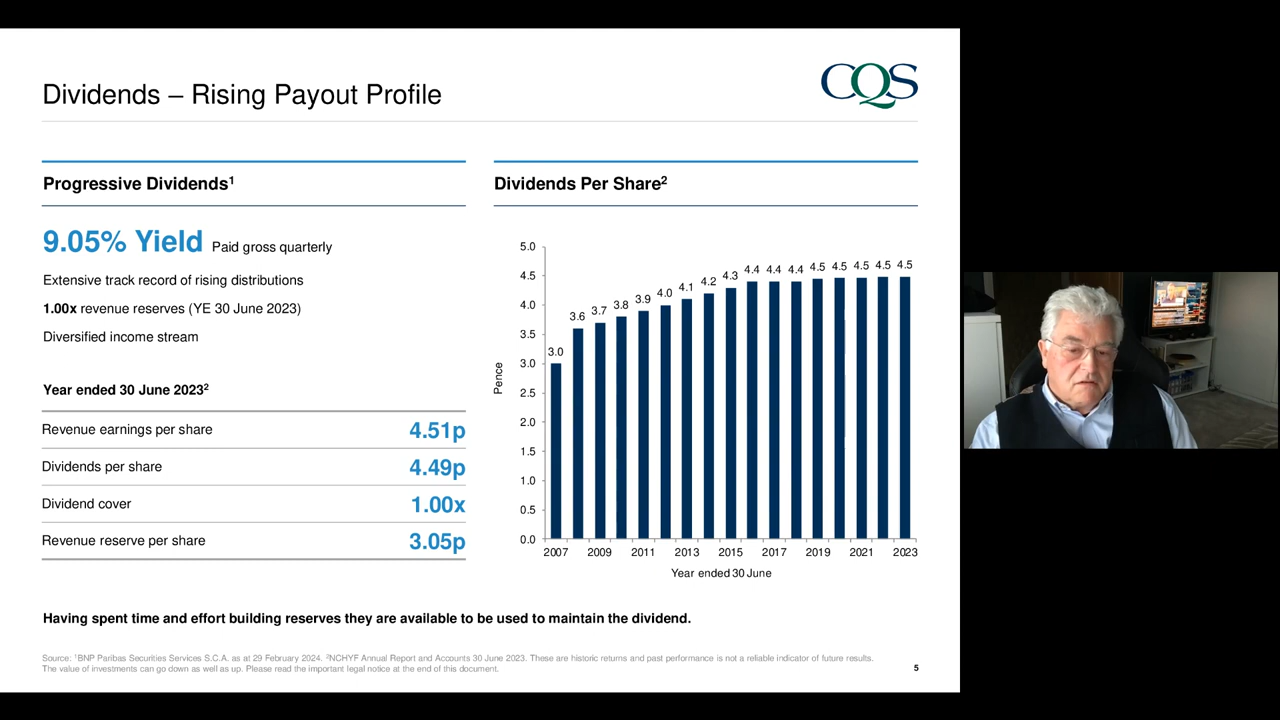 CQS
Dividends – Rising Payout Profile
Progressive Dividends¹
9.05% Yield Paid gross quarterly
Extensive track record of rising distributions
1.00x revenue reserves (YE 30 June 2023)
Diversified income stream
Year ended 30 June 2023²
Revenue earnings per share 4.51p
Dividends per share 4.49p
Dividend cover 1.00x
Revenue reserve per share 3.05p
Dividends Per Share²
Pence
5.0
4.5
4.0
3.5
3.0
2.5
2.0
1.5
1.0
0.5
0.0
3.0 3.6 3.7 3.8 3.9 4.0 4.1 4.2 4.3 4.4 4.4 4.4 4.5 4.5 4.5 4.5 4.5
2007 2009 2011 2013 2015 2017 2019 2021 2023
Year ended 30 June
Having spent time and effort building reserves they are available to be used to maintain the dividend.
Source: ¹BNP Paribas Securities Services S.C.A. as at 29 February 2024. ²NCHYF Annual Report and Accounts 30 June 2023. These are historic returns and past performance is not a reliable indicator of future results.
The value of investments can go down as well as up. Please read the important legal notice at the end of this document.
5